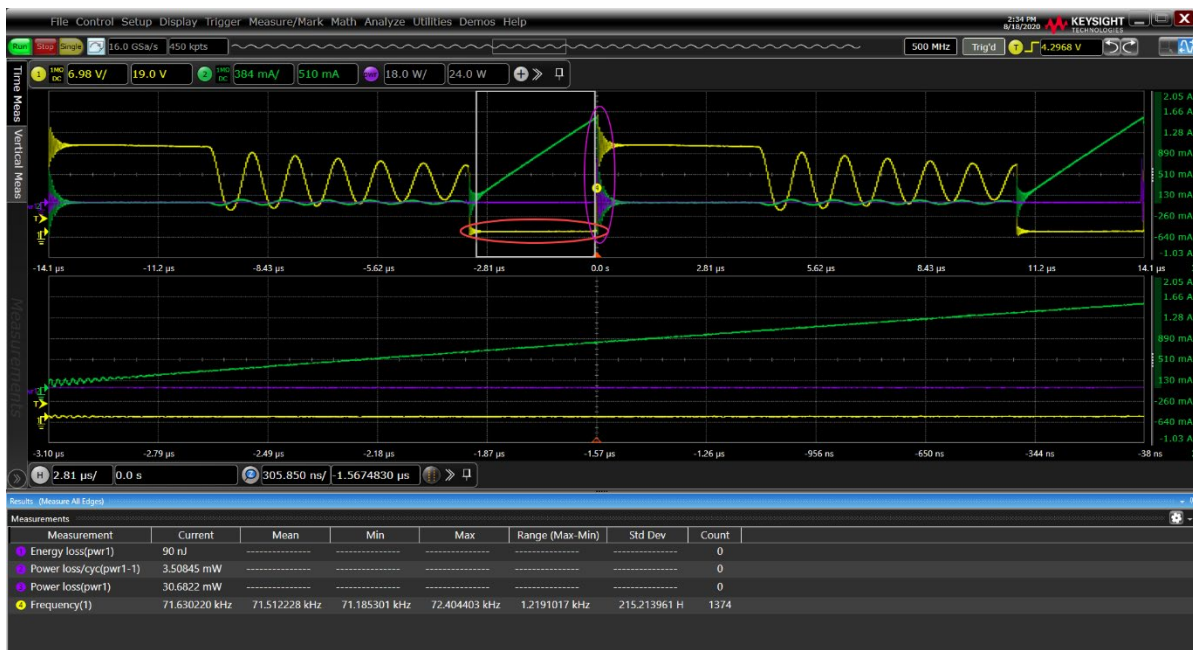 File Control Setup Display Trigger Measure/Mark Math Analyze Utilities Demos Help
2:34 PM
8/18/2020
KEYSIGHT
TECHNOLOGIES
Run Stop Single 16.0 GSa/s 450 kpts 500 MHz Trig'd T 4.2968 V
1 1MΩ DC 6.98 V/ 19.0 V 2 1MΩ DC 384 mA/ 510 mA 18.0 W/ 24.0 W
Time Meas
Vertical Meas
Measurements
2.05 A
1.66 A
1.28 A
890 mA
510 mA
130 mA
-260 mA
-640 mA
-1.03 A
-14.1 µs -11.2 µs -8.43 µs -5.62 µs -2.81 µs 0.0 s 2.81 µs 5.62 µs 8.43 µs 11.2 µs 14.1 µs
2.05 A
1.66 A
1.28 A
890 mA
510 mA
130 mA
-260 mA
-640 mA
-1.03 A
-3.10 µs -2.79 µs -2.49 µs -2.18 µs -1.87 µs -1.57 µs -1.26 µs -956 ns -650 ns -344 ns -38 ns
H 2.81 µs/ 0.0 s 305.850 ns/ -1.5674830 µs
Results (Measure All Edges)
Measurements
Measurement Current Mean Min Max Range (Max-Min) Std Dev Count
Energy loss(pwr1) 90 nJ --------------- --------------- --------------- --------------- --------------- 0
Power loss/cyc(pwr1-1) 3.50845 mW --------------- --------------- --------------- --------------- --------------- 0
Power loss(pwr1) 30.6822 mW --------------- --------------- --------------- --------------- --------------- 0
4 Frequency(1) 71.630220 kHz 71.512228 kHz 71.185301 kHz 72.404403 kHz 1.2191017 kHz 215.213961 H 1374